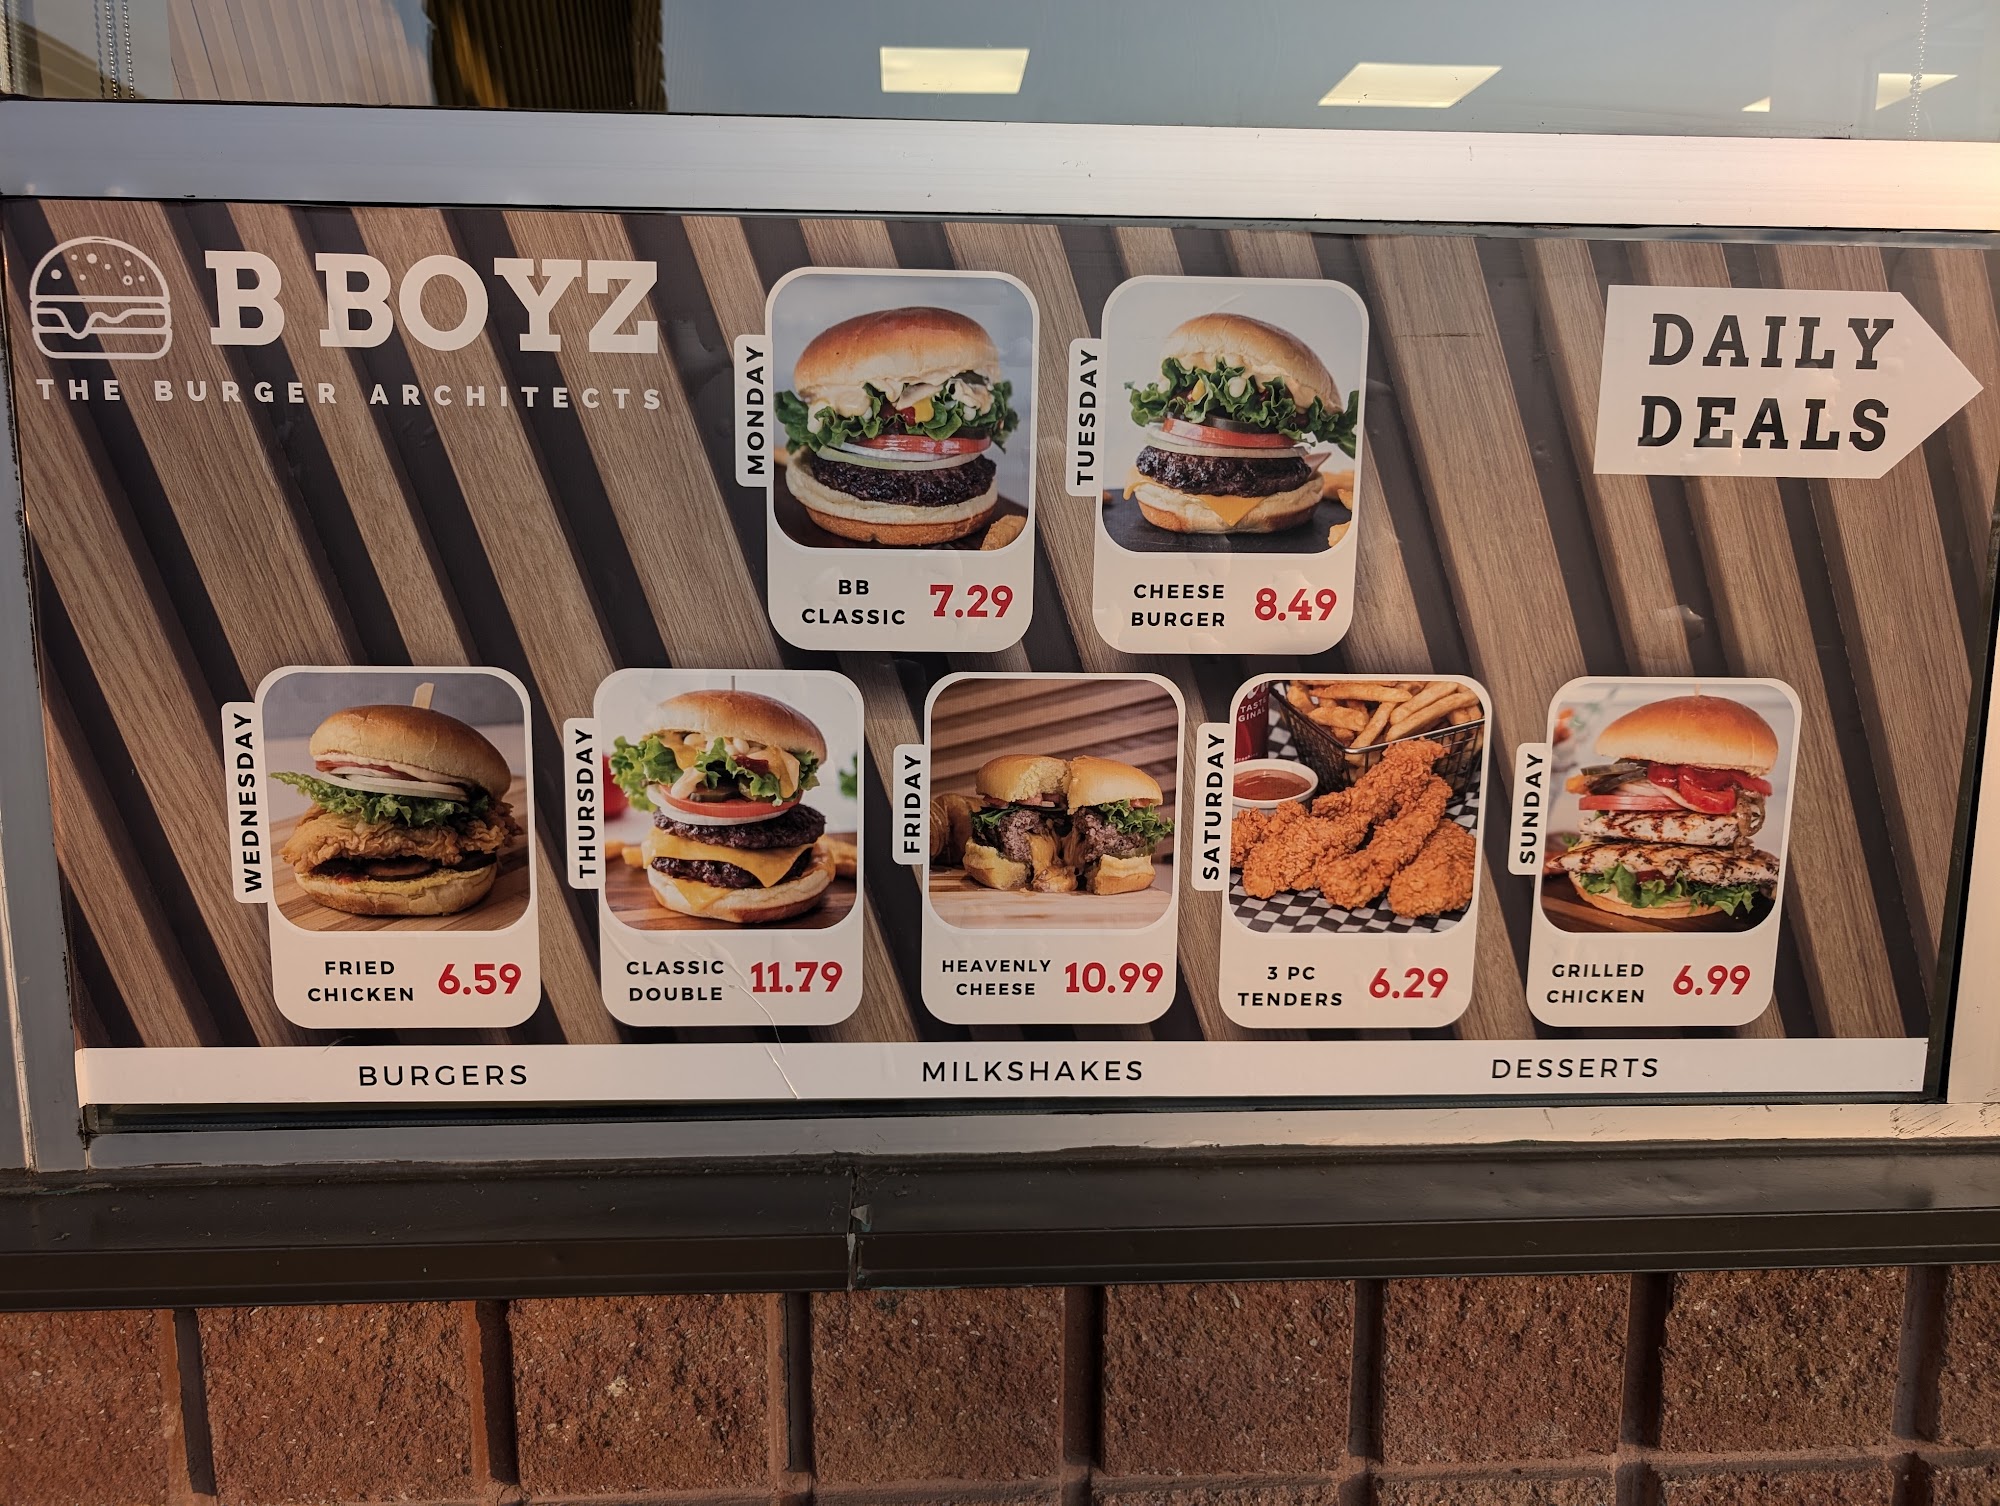 B BOYZ
THE BURGER ARCHITECTS
DAILY
DEALS
MONDAY
BB
CLASSIC
7.29
TUESDAY
CHEESE
BURGER
8.49
WEDNESDAY
FRIED
CHICKEN
6.59
THURSDAY
CLASSIC
DOUBLE
11.79
FRIDAY
HEAVENLY
CHEESE
10.99
SATURDAY
3 PC
TENDERS
6.29
SUNDAY
GRILLED
CHICKEN
6.99
BURGERS
MILKSHAKES
DESSERTS